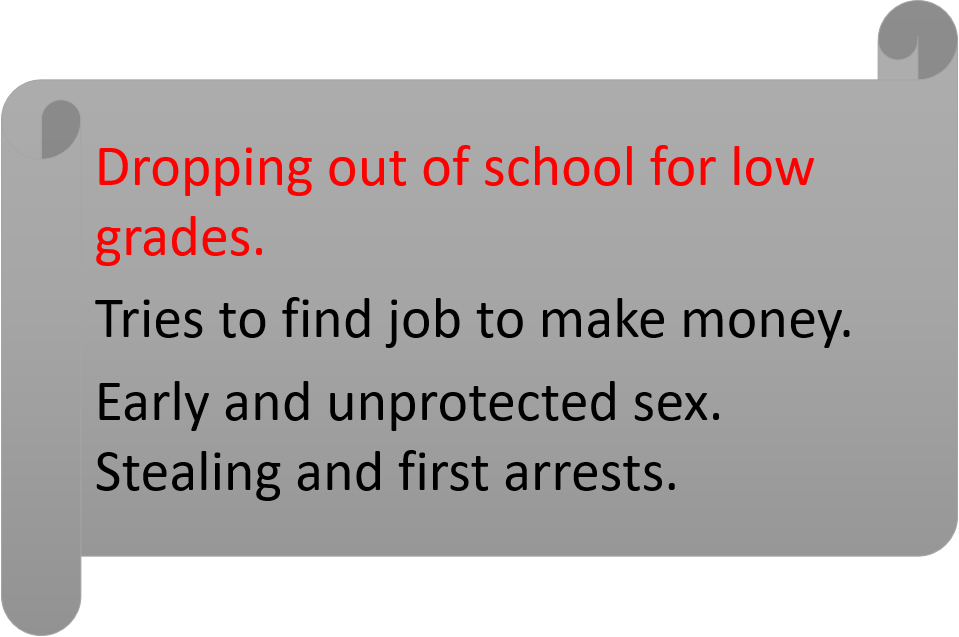 Dropping out of school for low
grades.
Tries to find job to make money.
Early and unprotected sex.
Stealing and first arrests.